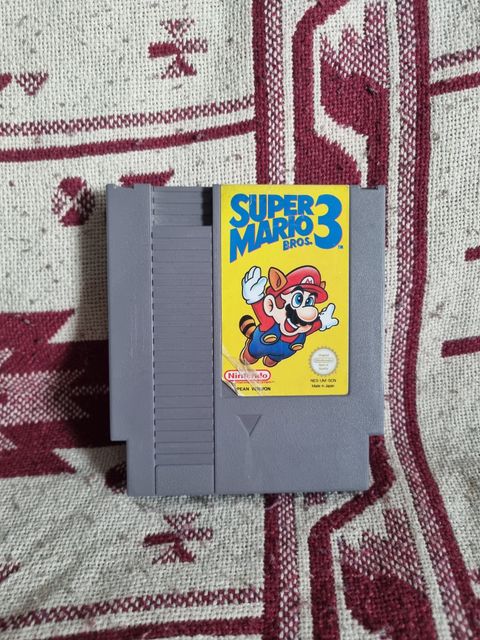 SUPER
MARIO 3
BROS. TM
Nintendo
PEAN VERSION
NES-UM-SCN
Made in Japan